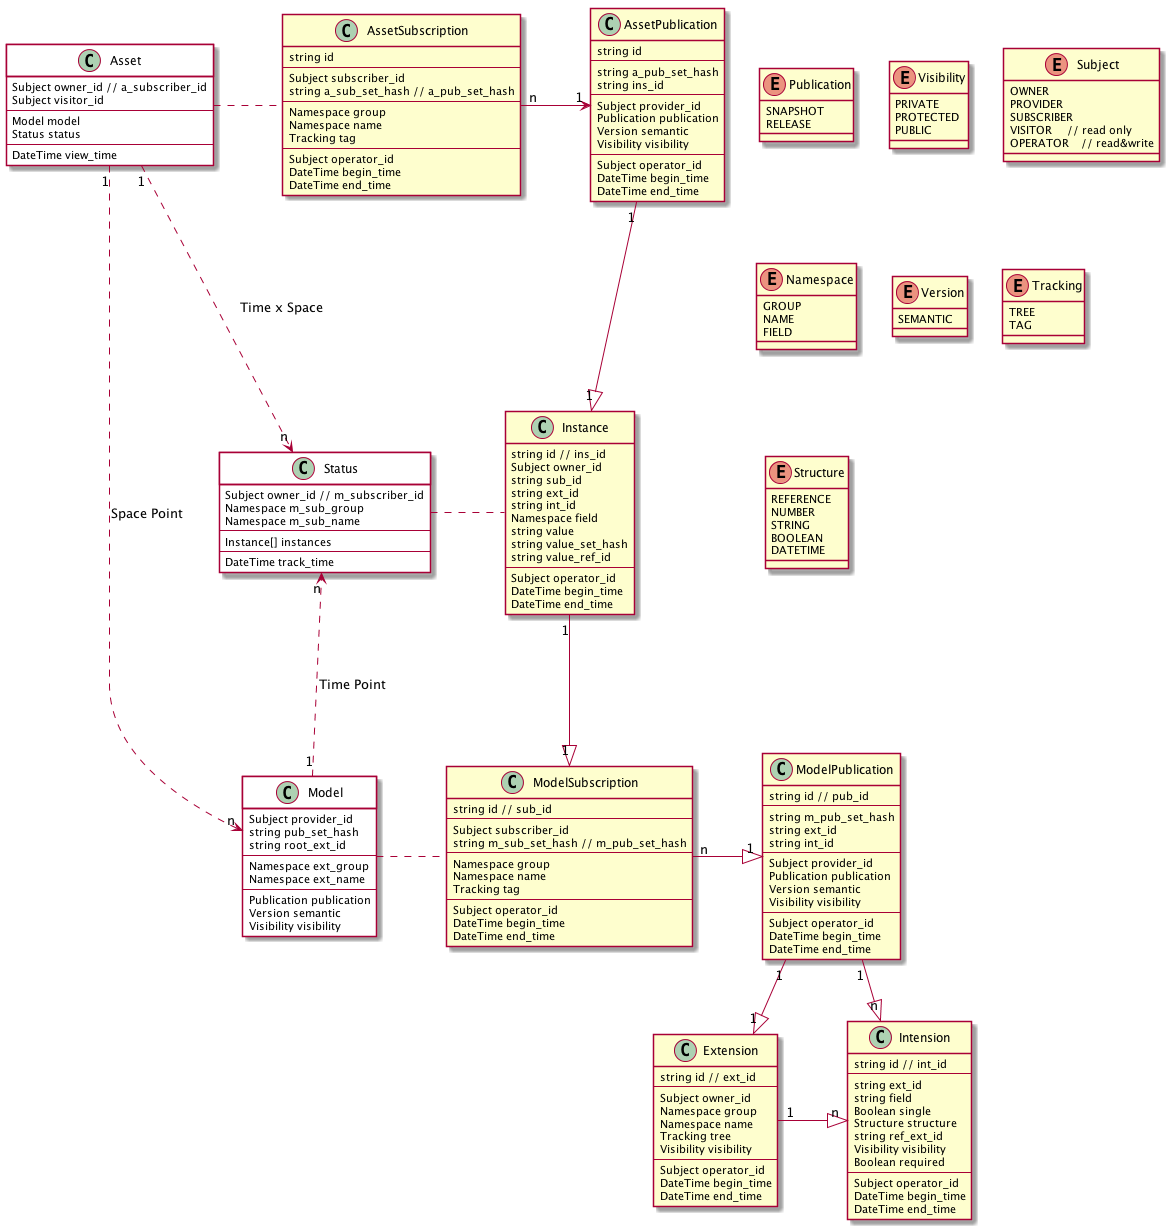 C Asset
Subject owner_id // a_subscriber_id
Subject visitor_id
Model model
Status status
DateTime view_time
C AssetSubscription
string id
Subject subscriber_id
string a_sub_set_hash // a_pub_set_hash
Namespace group
Namespace name
Tracking tag
Subject operator_id
DateTime begin_time
DateTime end_time
n
1
C AssetPublication
string id
string a_pub_set_hash
string ins_id
Subject provider_id
Publication publication
Version semantic
Visibility visibility
Subject operator_id
DateTime begin_time
DateTime end_time
E Publication
SNAPSHOT
RELEASE
E Visibility
PRIVATE
PROTECTED
PUBLIC
E Subject
OWNER
PROVIDER
SUBSCRIBER
VISITOR // read only
OPERATOR // read&write
1
1
1
E Namespace
GROUP
NAME
FIELD
E Version
SEMANTIC
E Tracking
TREE
TAG
Time x Space
n
1
C Status
Subject owner_id // m_subscriber_id
Namespace m_sub_group
Namespace m_sub_name
Instance[] instances
DateTime track_time
C Instance
string id // ins_id
Subject owner_id
string sub_id
string ext_id
string int_id
Namespace field
string value
string value_set_hash
string value_ref_id
Subject operator_id
DateTime begin_time
DateTime end_time
E Structure
REFERENCE
NUMBER
STRING
BOOLEAN
DATETIME
Space Point
n
1
Time Point
1
1
n
C Model
Subject provider_id
string pub_set_hash
string root_ext_id
Namespace ext_group
Namespace ext_name
Publication publication
Version semantic
Visibility visibility
C ModelSubscription
string id // sub_id
Subject subscriber_id
string m_sub_set_hash // m_pub_set_hash
Namespace group
Namespace name
Tracking tag
Subject operator_id
DateTime begin_time
DateTime end_time
n
1
C ModelPublication
string id // pub_id
string m_pub_set_hash
string ext_id
string int_id
Subject provider_id
Publication publication
Version semantic
Visibility visibility
Subject operator_id
DateTime begin_time
DateTime end_time
1
1
1
n
C Extension
string id // ext_id
Subject owner_id
Namespace group
Namespace name
Tracking tree
Visibility visibility
Subject operator_id
DateTime begin_time
DateTime end_time
1
n
C Intension
string id // int_id
string ext_id
string field
Boolean single
Structure structure
string ref_ext_id
Visibility visibility
Boolean required
Subject operator_id
DateTime begin_time
DateTime end_time